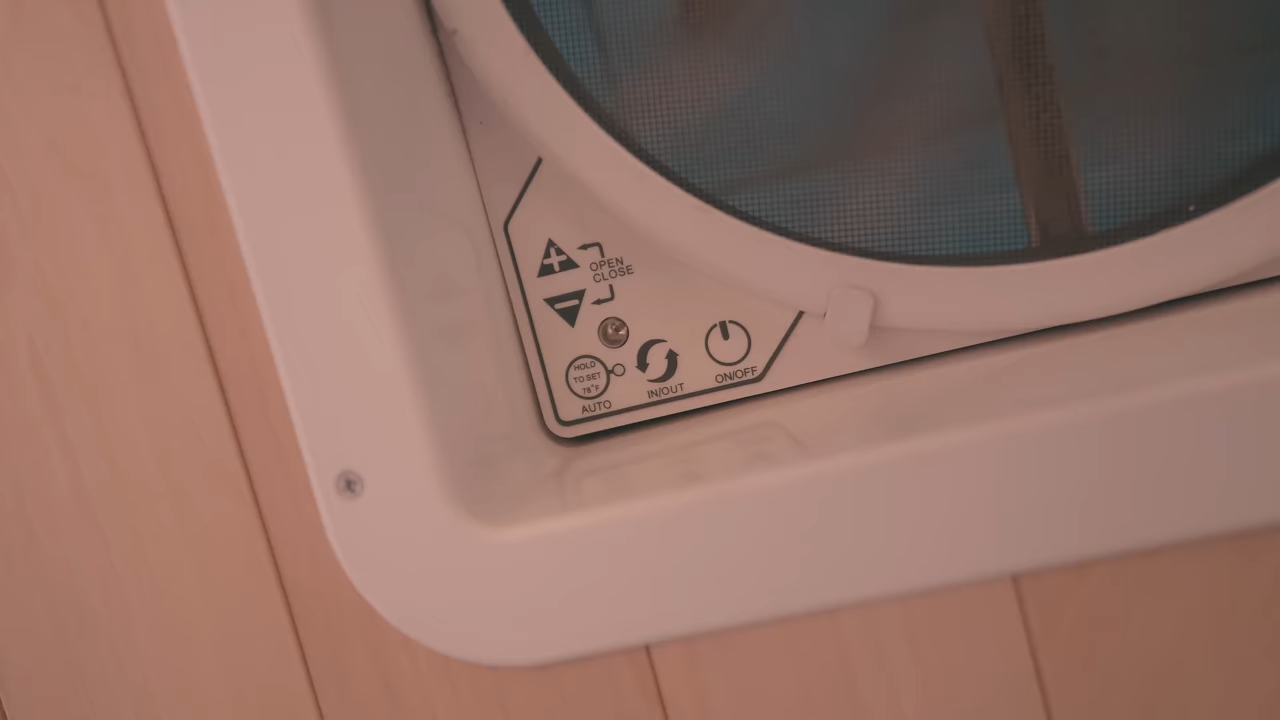 OPEN
CLOSE
HOLD
TO SET
78°F
AUTO
IN/OUT
ON/OFF